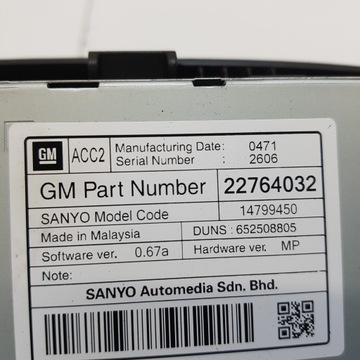 GM ACC2 Manufacturing Date: 0471
Serial Number : 2606
GM Part Number 22764032
SANYO Model Code 14799450
Made in Malaysia DUNS : 652508805
Software ver. 0.67a Hardware ver. MP
Note:
SANYO Automedia Sdn. Bhd.